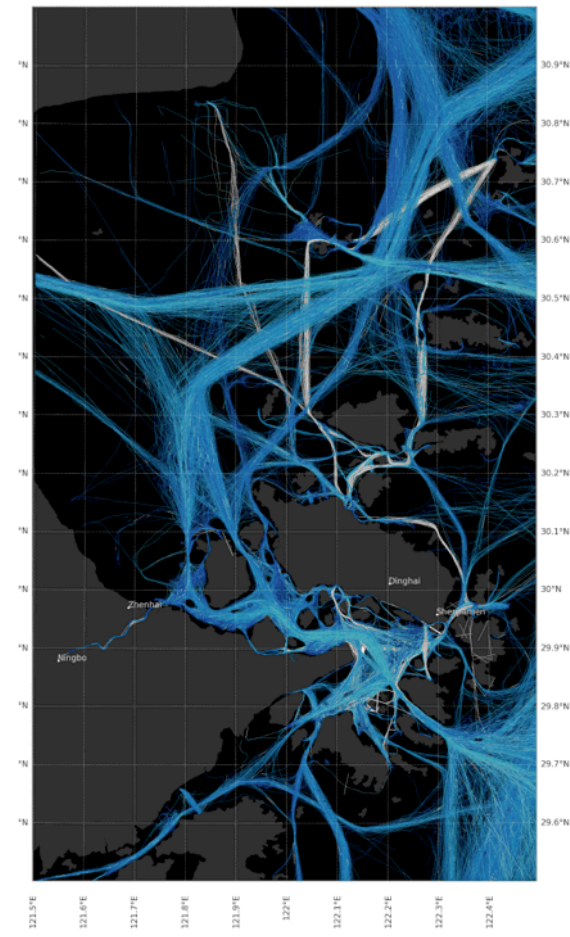 °N 30.9°N
°N 30.8°N
°N 30.7°N
°N 30.6°N
°N 30.5°N
°N 30.4°N
°N 30.3°N
°N 30.2°N
°N 30.1°N
Dinghai
°N 30°N
Zhenhai
°N 29.9°N
Ningbo
°N 29.8°N
°N 29.7°N
°N 29.6°N
121.5°E 121.6°E 121.7°E 121.8°E 121.9°E 122°E 122.1°E 122.2°E 122.3°E 122.4°E